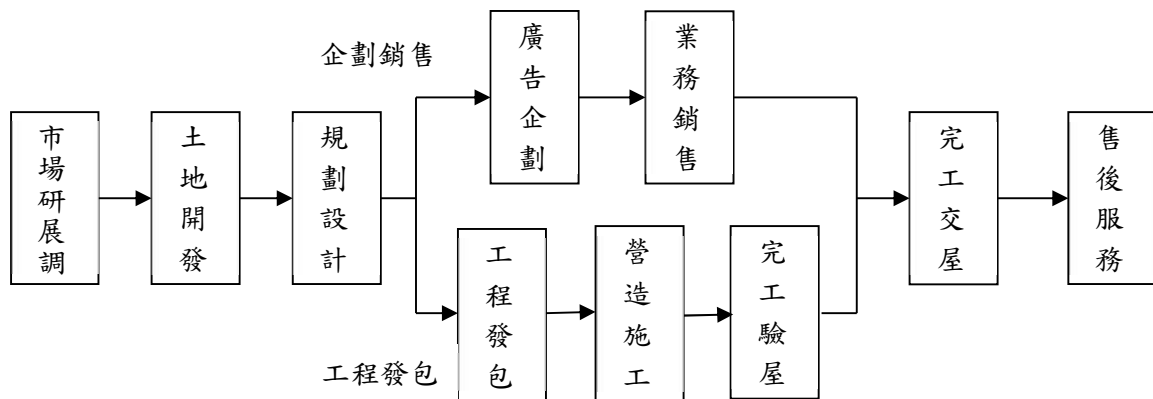 企劃銷售
廣告企劃
業務銷售
市場研展調
土地開發
規劃設計
完工交屋
售後服務
工程發包
營造施工
完工驗屋
工程發包